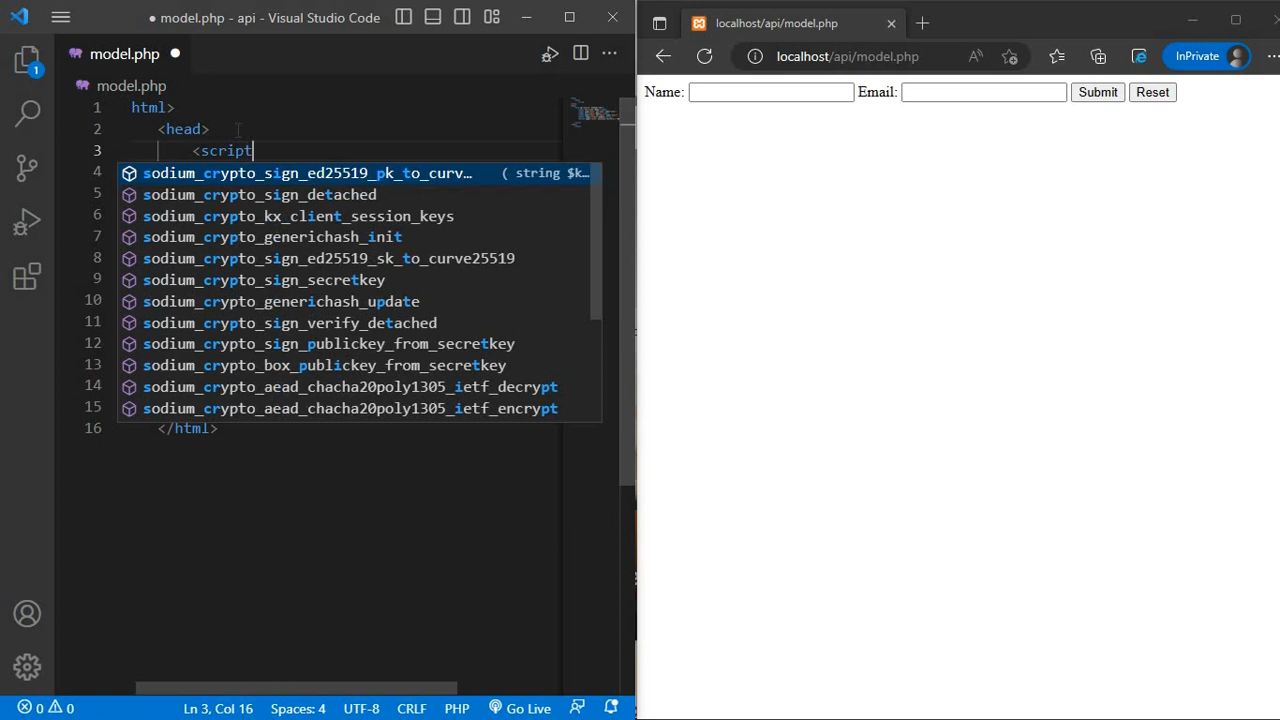 ● model.php - api - Visual Studio Code
model.php ●
model.php
1 html>
2 <head>
3 <script
4 sodium_crypto_sign_ed25519_pk_to_curv… ( string $k…
5 sodium_crypto_sign_detached
6 sodium_crypto_kx_client_session_keys
7 sodium_crypto_generichash_init
8 sodium_crypto_sign_ed25519_sk_to_curve25519
9 sodium_crypto_sign_secretkey
10 sodium_crypto_generichash_update
11 sodium_crypto_sign_verify_detached
12 sodium_crypto_sign_publickey_from_secretkey
13 sodium_crypto_box_publickey_from_secretkey
14 sodium_crypto_aead_chacha20poly1305_ietf_decrypt
15 sodium_crypto_aead_chacha20poly1305_ietf_encrypt
16 </html>
1
0 0 Ln 3, Col 16 Spaces: 4 UTF-8 CRLF PHP Go Live
localhost/api/model.php
localhost/api/model.php InPrivate
Name: Email: Submit Reset